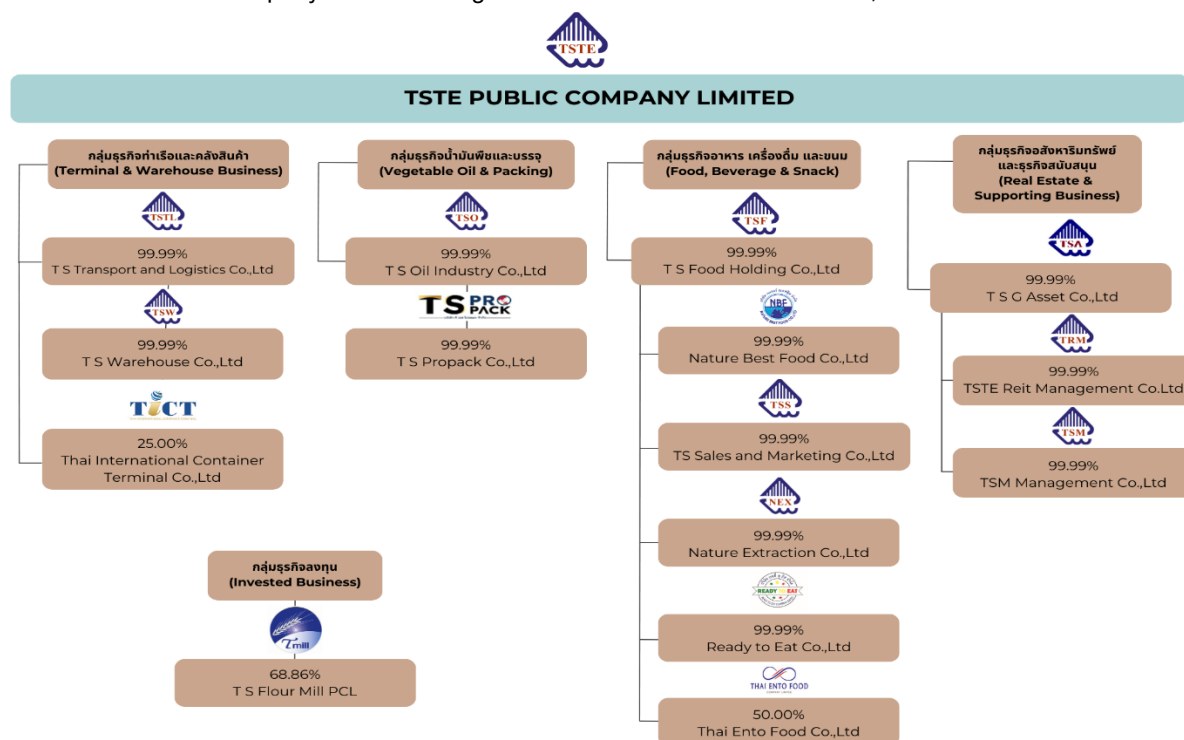 TSTE
TSTE PUBLIC COMPANY LIMITED
กลุ่มธุรกิจท่าเรือและคลังสินค้า
(Terminal & Warehouse Business)
TSTL
99.99%
T S Transport and Logistics Co.,Ltd
TSW
99.99%
T S Warehouse Co.,Ltd
TICT
25.00%
Thai International Container
Terminal Co.,Ltd
กลุ่มธุรกิจน้ำมันพืชและบรรจุ
(Vegetable Oil & Packing)
TSO
99.99%
T S Oil Industry Co.,Ltd
TS PRO
PACK
99.99%
T S Propack Co.,Ltd
กลุ่มธุรกิจอาหาร เครื่องดื่ม และขนม
(Food, Beverage & Snack)
TSF
99.99%
T S Food Holding Co.,Ltd
NBF
99.99%
Nature Best Food Co.,Ltd
TSS
99.99%
TS Sales and Marketing Co.,Ltd
NEX
99.99%
Nature Extraction Co.,Ltd
READY TO EAT
99.99%
Ready to Eat Co.,Ltd
THAI ENTO FOOD
50.00%
Thai Ento Food Co.,Ltd
กลุ่มธุรกิจอสังหาริมทรัพย์
และธุรกิจสนับสนุน
(Real Estate &
Supporting Business)
TSA
99.99%
T S G Asset Co.,Ltd
TRM
99.99%
TSTE Reit Management Co.Ltd
TSM
99.99%
TSM Management Co.,Ltd
กลุ่มธุรกิจลงทุน
(Invested Business)
Tmill
68.86%
T S Flour Mill PCL